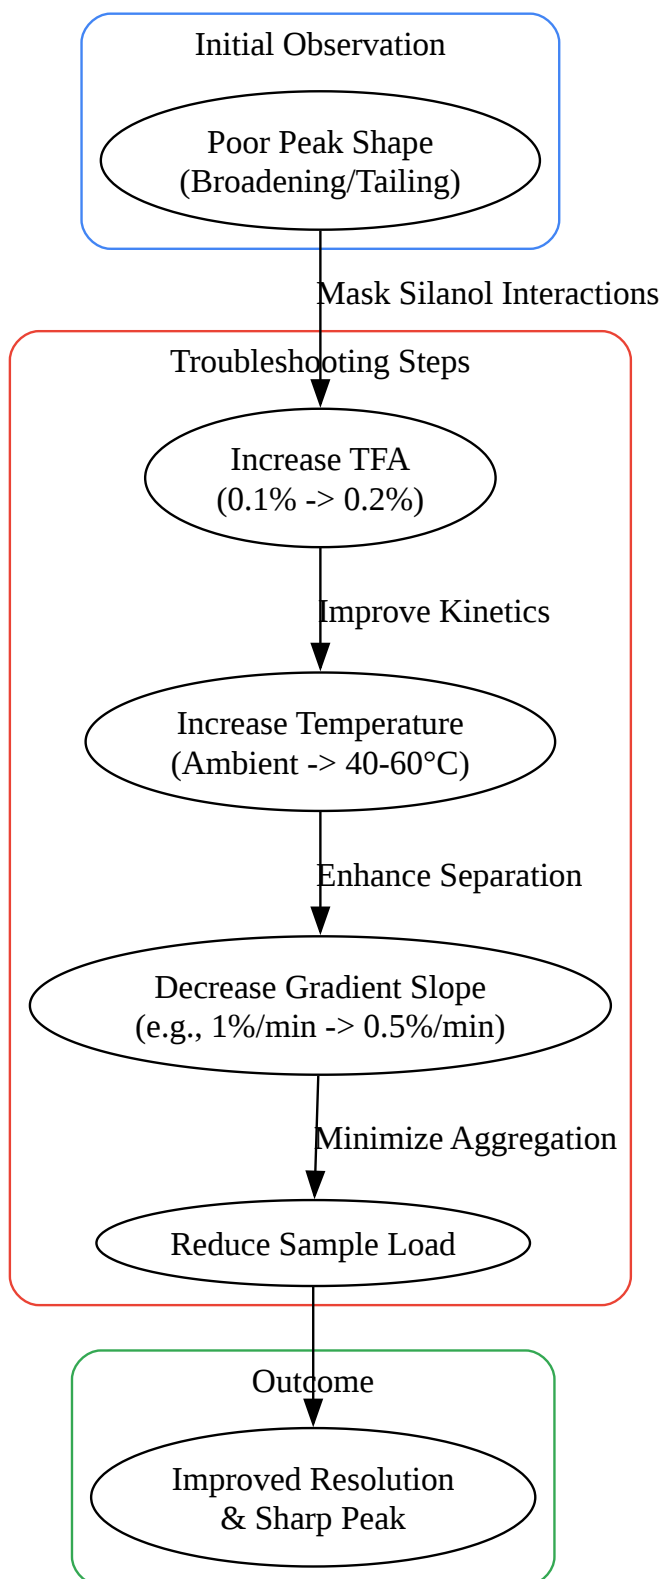 Initial Observation
Poor Peak Shape
(Broadening/Tailing)
Mask Silanol Interactions
Troubleshooting Steps
Increase TFA
(0.1% -> 0.2%)
Improve Kinetics
Increase Temperature
(Ambient -> 40-60°C)
Enhance Separation
Decrease Gradient Slope
(e.g., 1%/min -> 0.5%/min)
Minimize Aggregation
Reduce Sample Load
Outcome
Improved Resolution
& Sharp Peak